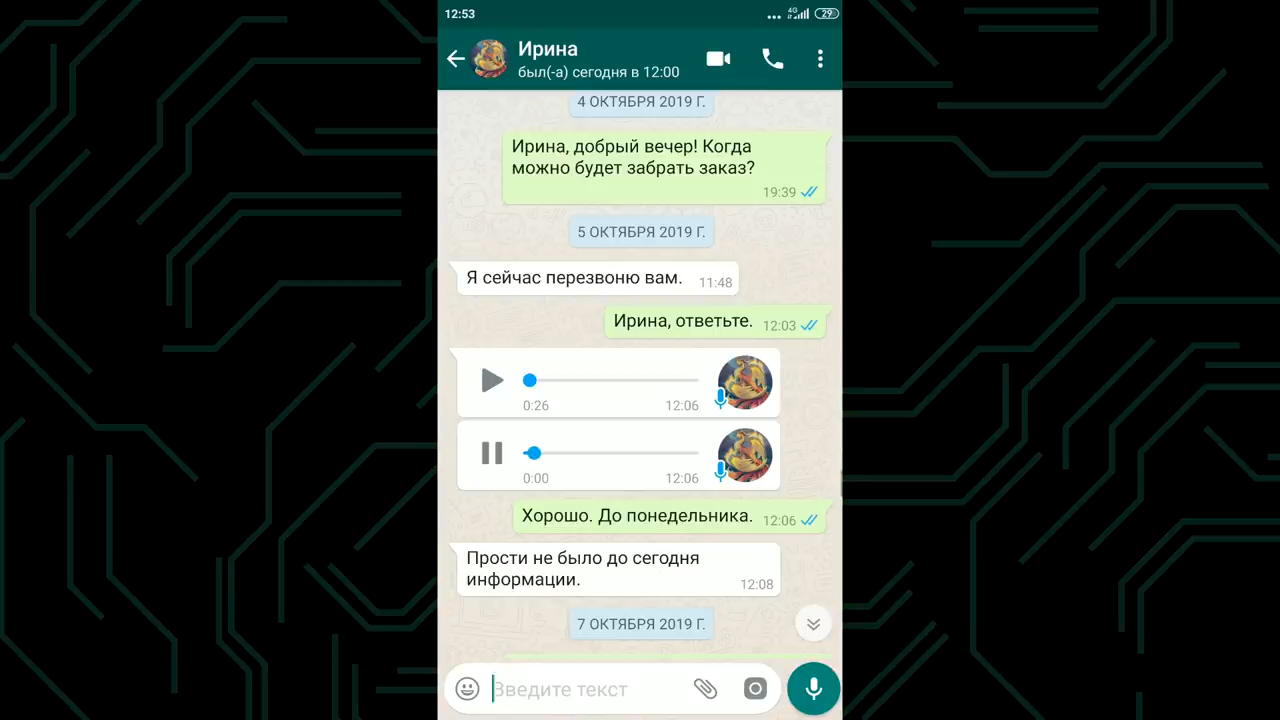 12:53
4G
29
Ирина
был(-а) сегодня в 12:00
4 ОКТЯБРЯ 2019 Г.
Ирина, добрый вечер! Когда
можно будет забрать заказ?
19:39
5 ОКТЯБРЯ 2019 Г.
Я сейчас перезвоню вам. 11:48
Ирина, ответьте. 12:03
0:26 12:06
0:00 12:06
Хорошо. До понедельника. 12:06
Прости не было до сегодня
информации.
12:08
7 ОКТЯБРЯ 2019 Г.
Введите текст